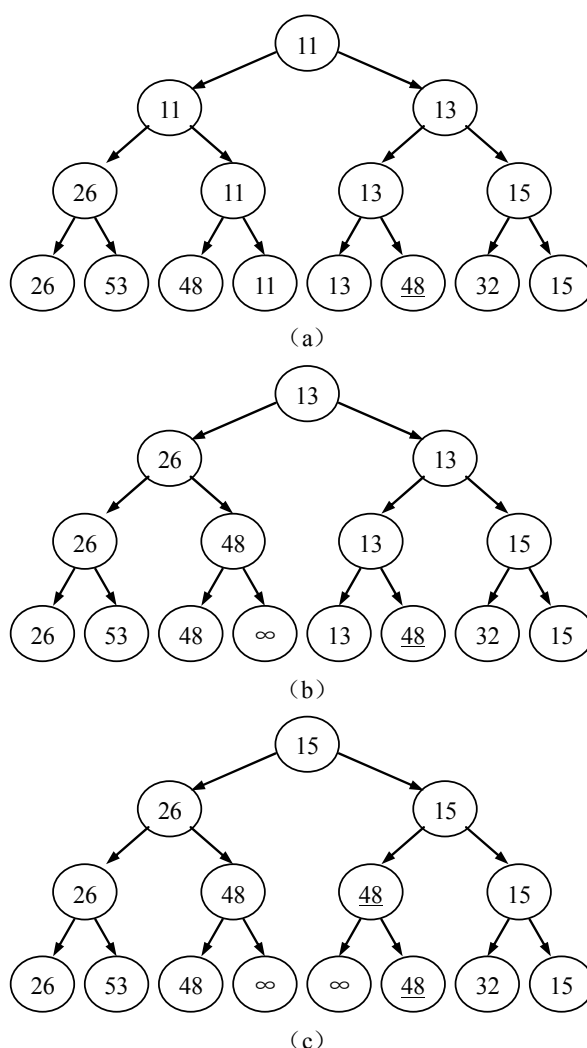 11
11 13
26 11 13 15
26 53 48 11 13 48 32 15
(a)
13
26 13
26 48 13 15
26 53 48 ∞ 13 48 32 15
(b)
15
26 15
26 48 48 15
26 53 48 ∞ ∞ 48 32 15
(c)